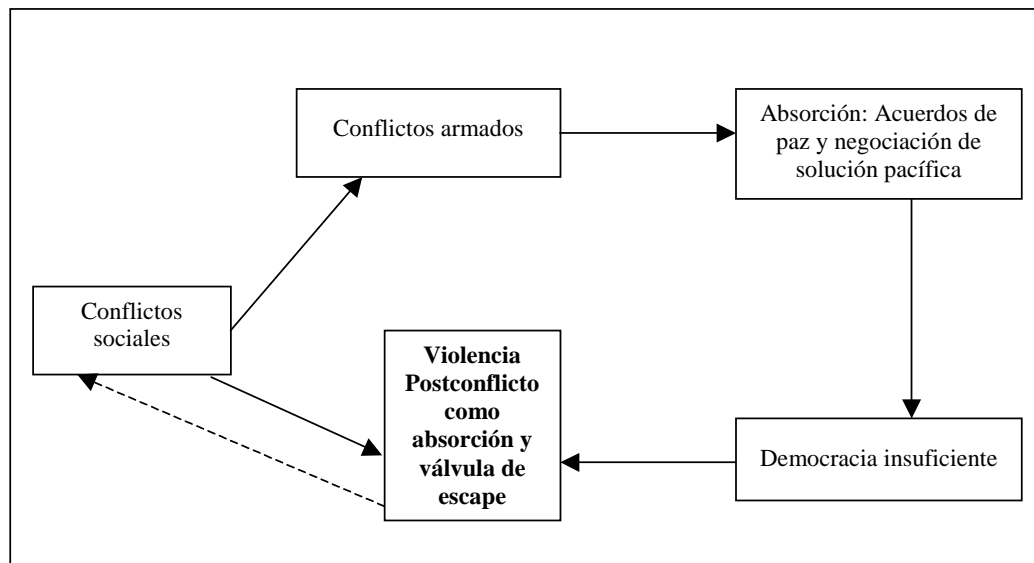 Conflictos armados
Absorción: Acuerdos de
paz y negociación de
solución pacífica
Conflictos
sociales
Violencia
Postconflicto
como
absorción y
válvula de
escape
Democracia insuficiente